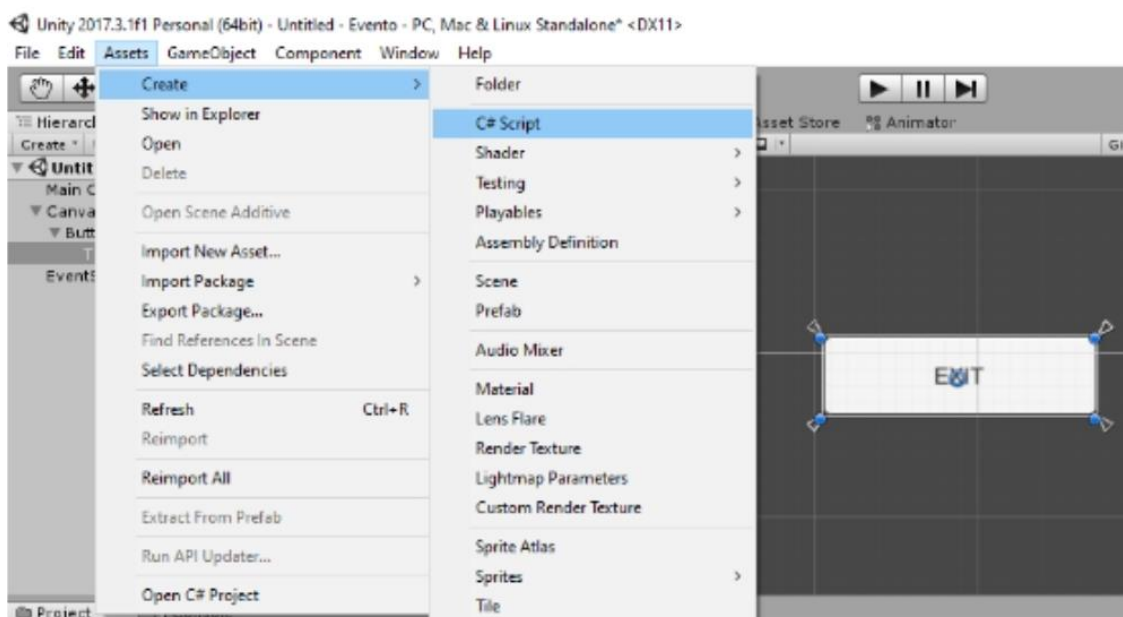 Unity 2017.3.1f1 Personal (64bit) - Untitled - Evento - PC, Mac & Linux Standalone* <DX11>
File Edit Assets GameObject Component Window Help
Create
Show in Explorer
Open
Delete
Open Scene Additive
Import New Asset...
Import Package
Export Package...
Find References In Scene
Select Dependencies
Refresh Ctrl+R
Reimport
Reimport All
Extract From Prefab
Run API Updater...
Open C# Project
Folder
C# Script
Shader
Testing
Playables
Assembly Definition
Scene
Prefab
Audio Mixer
Material
Lens Flare
Render Texture
Lightmap Parameters
Custom Render Texture
Sprite Atlas
Sprites
Tile
Hierarc
Create
Untit
Main C
Canva
Butt
T
Event
Asset Store Animator
Gi
EXIT
Project